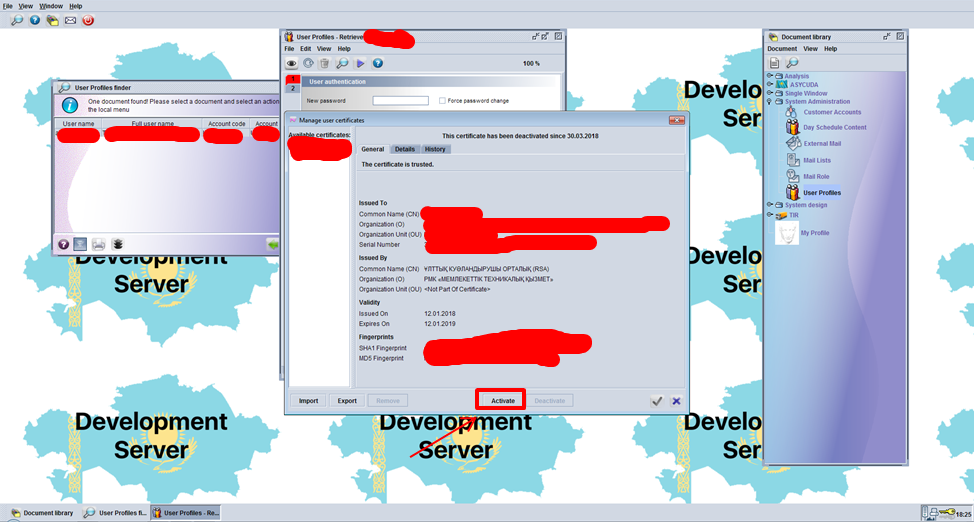 File View Window Help
User Profiles - Retrieve
File Edit View Help
100 %
1
2
User authentication
New password
Force password change
User Profiles finder
One document found! Please select a document and select an action
the local menu
User name Full user name Account code Account
Manage user certificates
Available certificates:
This certificate has been deactivated since 30.03.2018
General Details History
The certificate is trusted.
Issued To
Common Name (CN)
Organization (O)
Organization Unit (OU)
Serial Number
Issued By
Common Name (CN) ҰЛТТЫҚ КУӘЛАНДЫРУШЫ ОРТАЛЫҚ (RSA)
Organization (O) РМК «МЕМЛЕКЕТТІК ТЕХНИКАЛЫҚ ҚЫЗМЕТ»
Organization Unit (OU) <Not Part Of Certificate>
Validity
Issued On 12.01.2018
Expires On 12.01.2019
Fingerprints
SHA1 Fingerprint
MD5 Fingerprint
Import Export Remove Activate Deactivate
Document library
Document View Help
Analysis
ASYCUDA
Single Window
System Administration
Customer Accounts
Day Schedule Content
External Mail
Mail Lists
Mail Role
User Profiles
System design
TIR
My Profile
Server
Server
Development
Server
Development
Server
Development
Server
Document library User Profiles fi... User Profiles - Re...
18:25